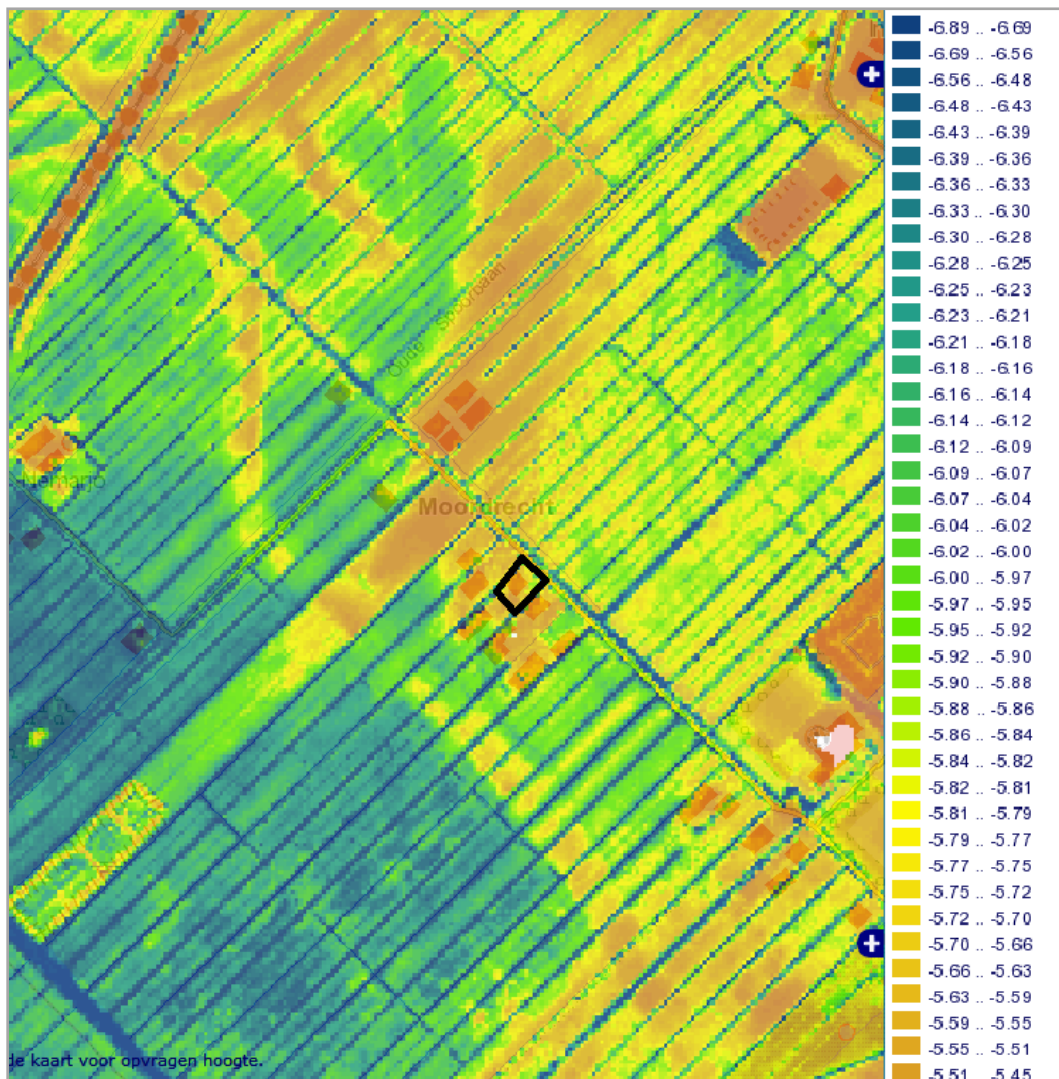 Oude Spoorbaan
Nemarjo
Moordrecht
de kaart voor opvragen hoogte.
-6.89 .. -6.69
-6.69 .. -6.56
-6.56 .. -6.48
-6.48 .. -6.43
-6.43 .. -6.39
-6.39 .. -6.36
-6.36 .. -6.33
-6.33 .. -6.30
-6.30 .. -6.28
-6.28 .. -6.25
-6.25 .. -6.23
-6.23 .. -6.21
-6.21 .. -6.18
-6.18 .. -6.16
-6.16 .. -6.14
-6.14 .. -6.12
-6.12 .. -6.09
-6.09 .. -6.07
-6.07 .. -6.04
-6.04 .. -6.02
-6.02 .. -6.00
-6.00 .. -5.97
-5.97 .. -5.95
-5.95 .. -5.92
-5.92 .. -5.90
-5.90 .. -5.88
-5.88 .. -5.86
-5.86 .. -5.84
-5.84 .. -5.82
-5.82 .. -5.81
-5.81 .. -5.79
-5.79 .. -5.77
-5.77 .. -5.75
-5.75 .. -5.72
-5.72 .. -5.70
-5.70 .. -5.66
-5.66 .. -5.63
-5.63 .. -5.59
-5.59 .. -5.55
-5.55 .. -5.51
-5.51 .. -5.45